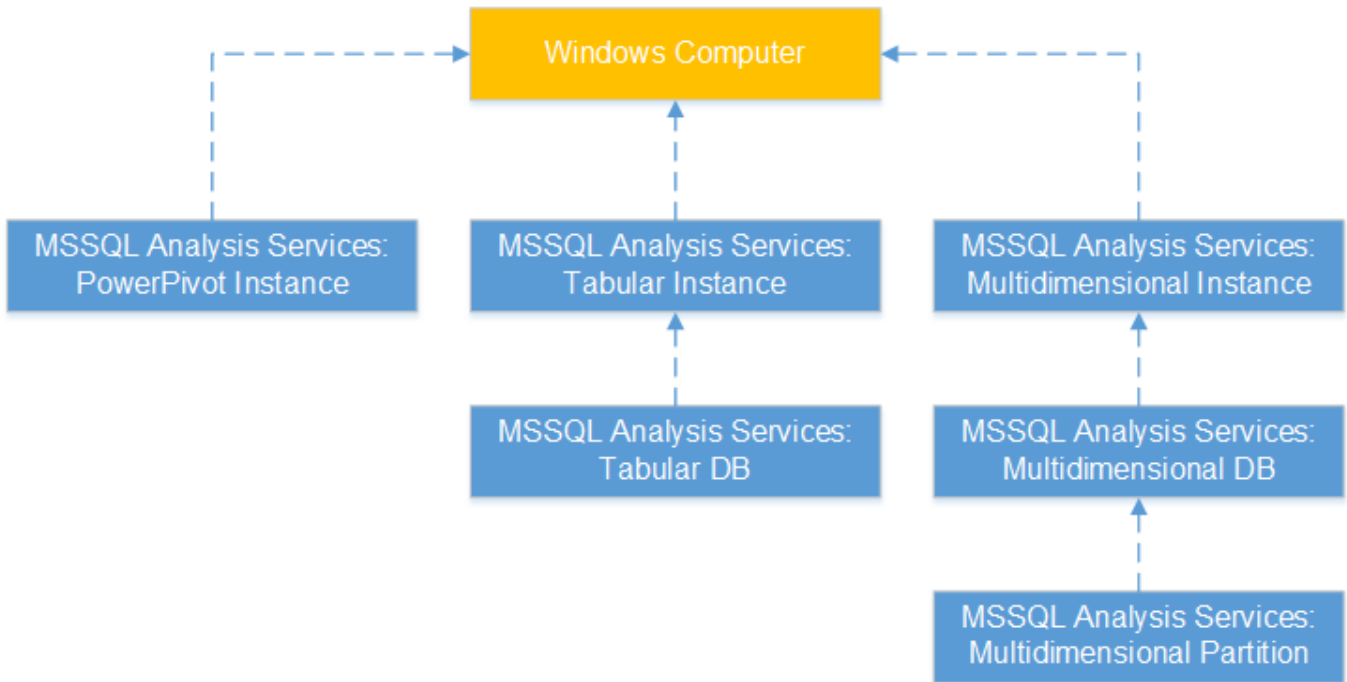 Windows Computer
MSSQL Analysis Services:
PowerPivot Instance
MSSQL Analysis Services:
Tabular Instance
MSSQL Analysis Services:
Multidimensional Instance
MSSQL Analysis Services:
Tabular DB
MSSQL Analysis Services:
Multidimensional DB
MSSQL Analysis Services:
Multidimensional Partition